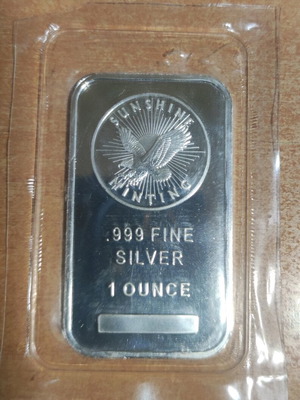 SUNSHINE
MINTING
.999 FINE
SILVER
1 OUNCE